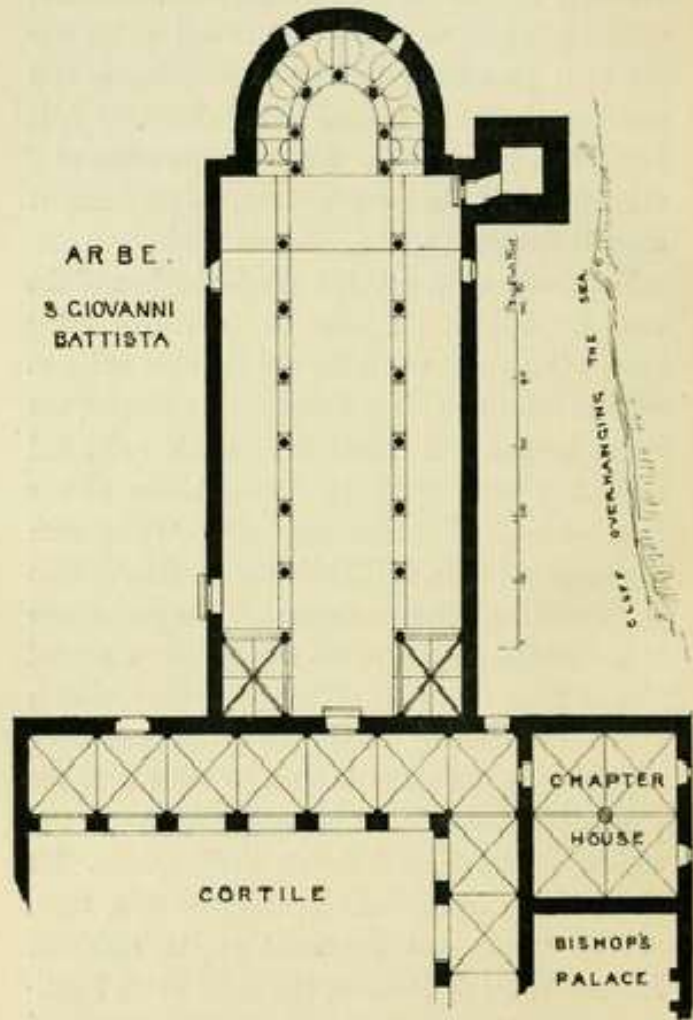 ARBE.
S GIOVANNI
BATTISTA
CLIFF OVERHANGING THE SEA
CHAPTER
HOUSE
CORTILE
BISHOP'S
PALACE